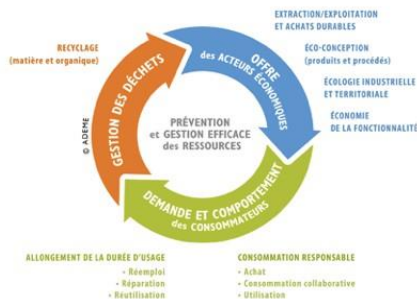 EXTRACTION/EXPLOITATION
ET ACHATS DURABLES
ÉCO-CONCEPTION
(produits et procédés)
ÉCOLOGIE INDUSTRIELLE
ET TERRITORIALE
ÉCONOMIE
DE LA FONCTIONNALITÉ
RECYCLAGE
(matière et organique)
OFFRE
des ACTEURS ÉCONOMIQUES
GESTION DES DÉCHETS
PRÉVENTION
et GESTION EFFICACE
des RESSOURCES
© ADEME
DEMANDE ET COMPORTEMENT
des CONSOMMATEURS
ALLONGEMENT DE LA DURÉE D'USAGE
• Réemploi
• Réparation
• Réutilisation
CONSOMMATION RESPONSABLE
• Achat
• Consommation collaborative
• Utilisation